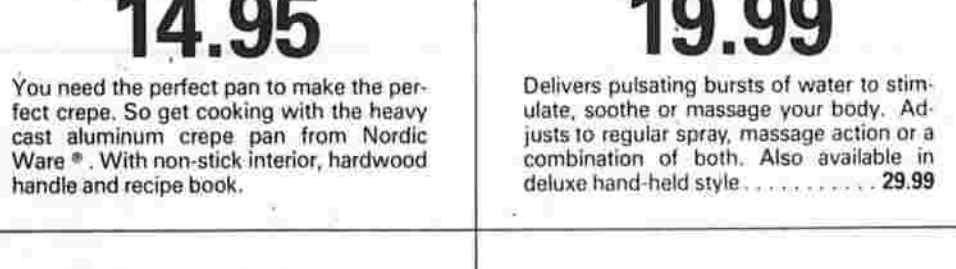 14.95
You need the perfect pan to make the per-
fect crepe. So get cooking with the heavy
cast aluminum crepe pan from Nordic
Ware ®. With non-stick interior, hardwood
handle and recipe book.
19.99
Delivers pulsating bursts of water to stim-
ulate, soothe or massage your body. Ad-
justs to regular spray, massage action or a
combination of both. Also available in
deluxe hand-held style . . . . . . . . . . . 29.99